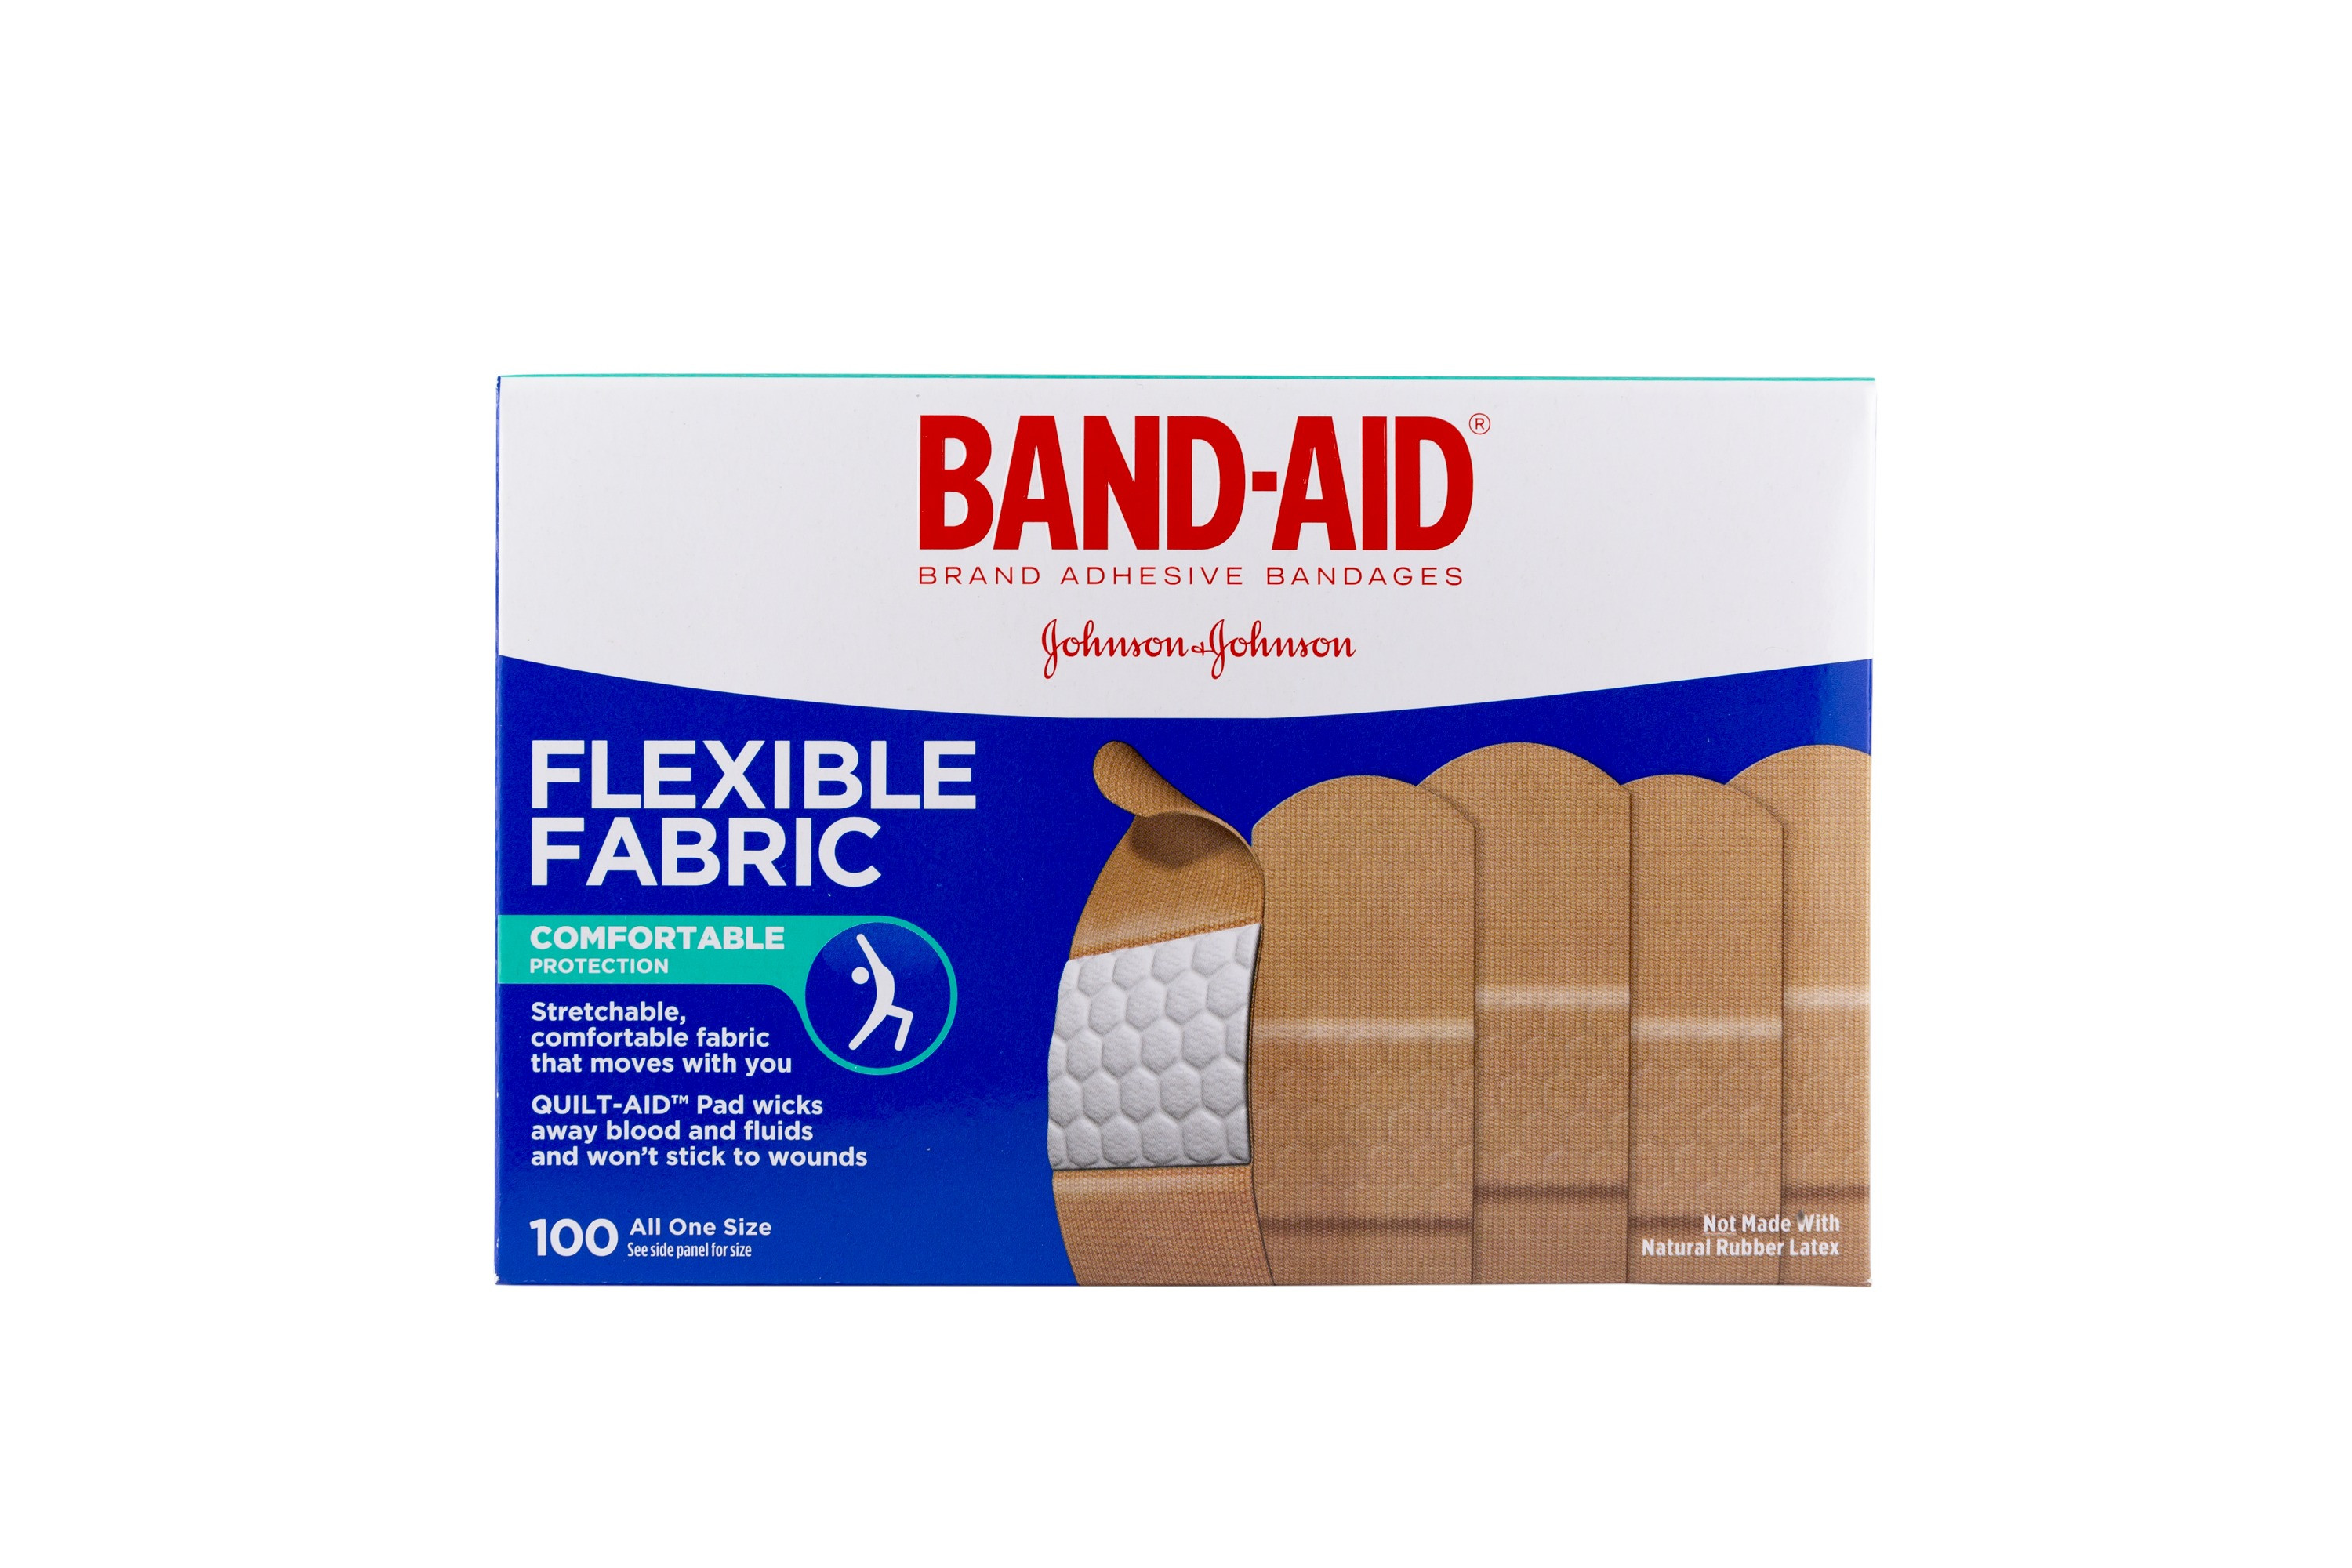 BAND-AID®
BRAND ADHESIVE BANDAGES
Johnson & Johnson
FLEXIBLE
FABRIC
COMFORTABLE
PROTECTION
Stretchable,
comfortable fabric
that moves with you
QUILT-AID™ Pad wicks
away blood and fluids
and won't stick to wounds
100 All One Size
See side panel for size
Not Made With
Natural Rubber Latex